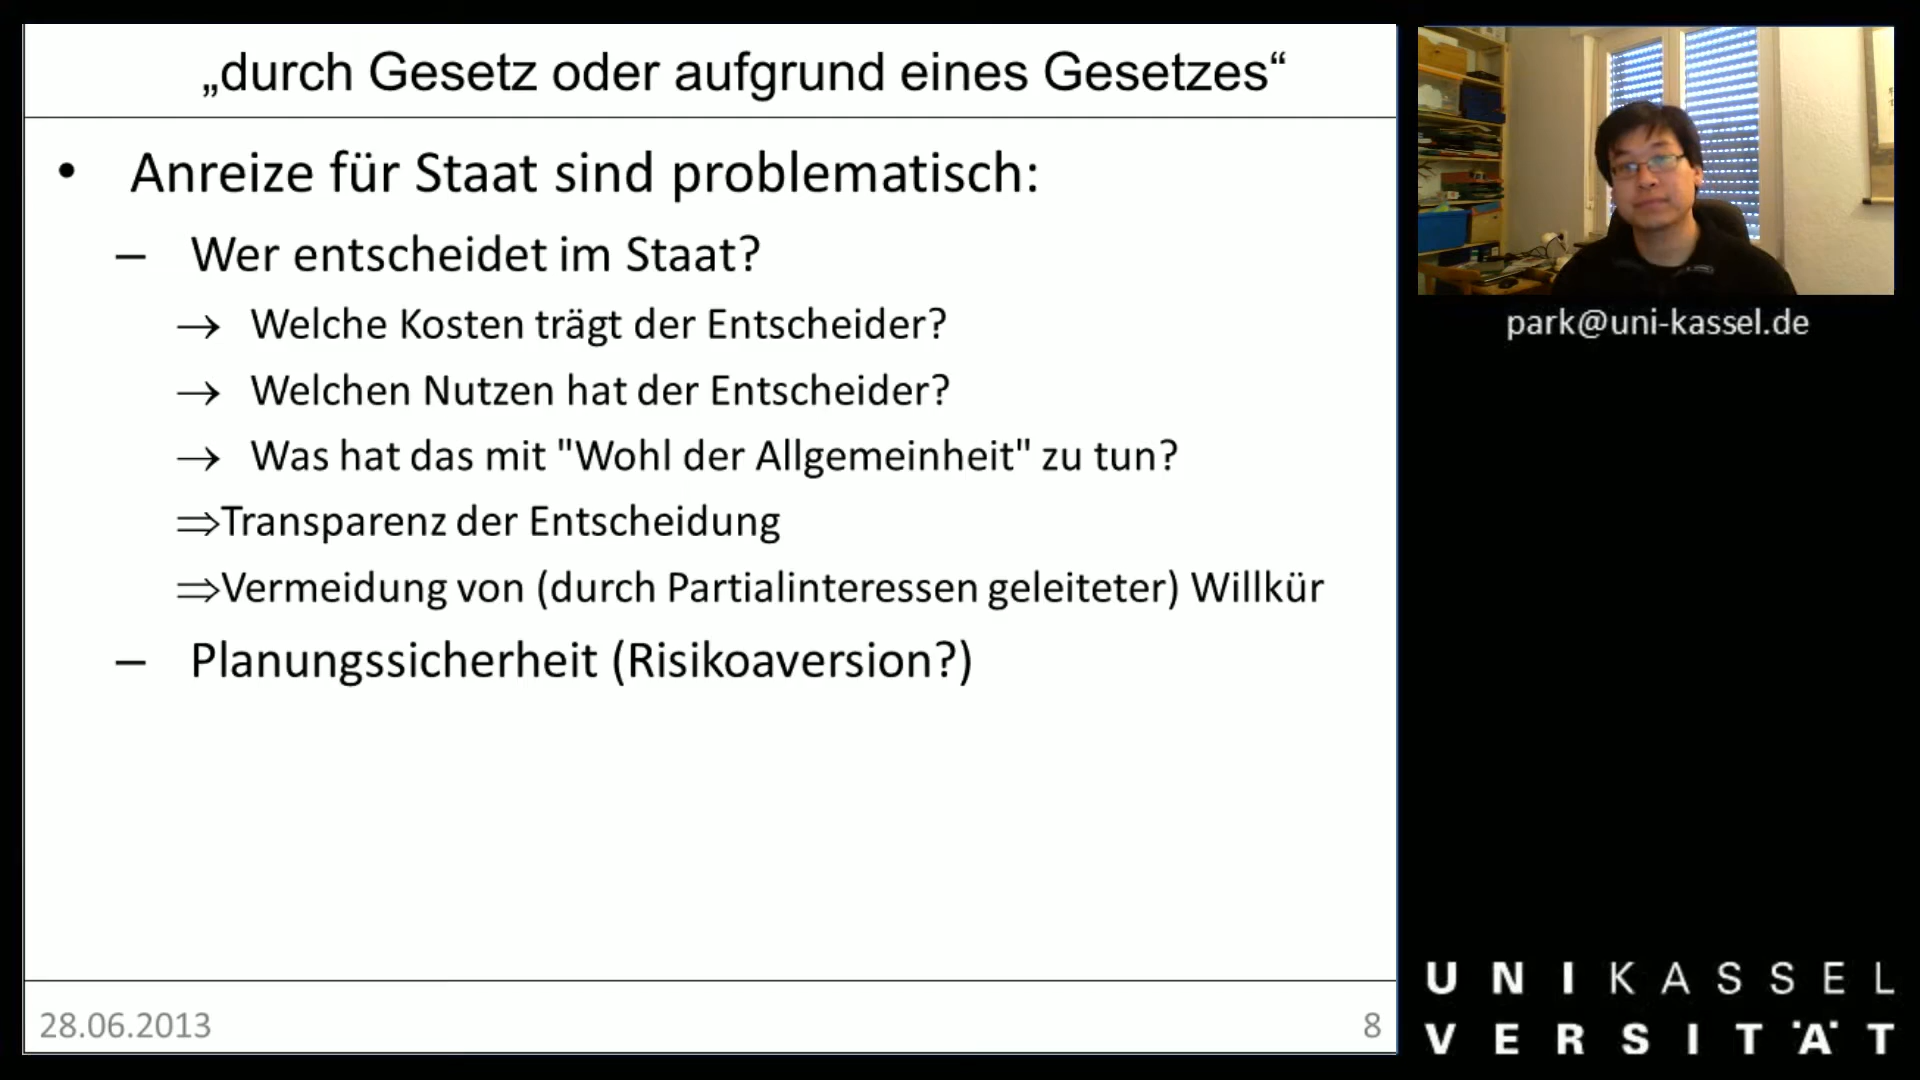 „durch Gesetz oder aufgrund eines Gesetzes“
• Anreize für Staat sind problematisch:
– Wer entscheidet im Staat?
→ Welche Kosten trägt der Entscheider?
→ Welchen Nutzen hat der Entscheider?
→ Was hat das mit "Wohl der Allgemeinheit" zu tun?
⇒Transparenz der Entscheidung
⇒Vermeidung von (durch Partialinteressen geleiteter) Willkür
– Planungssicherheit (Risikoaversion?)
28.06.2013
8
park@uni-kassel.de
UNIKASSEL
VERSITÄT